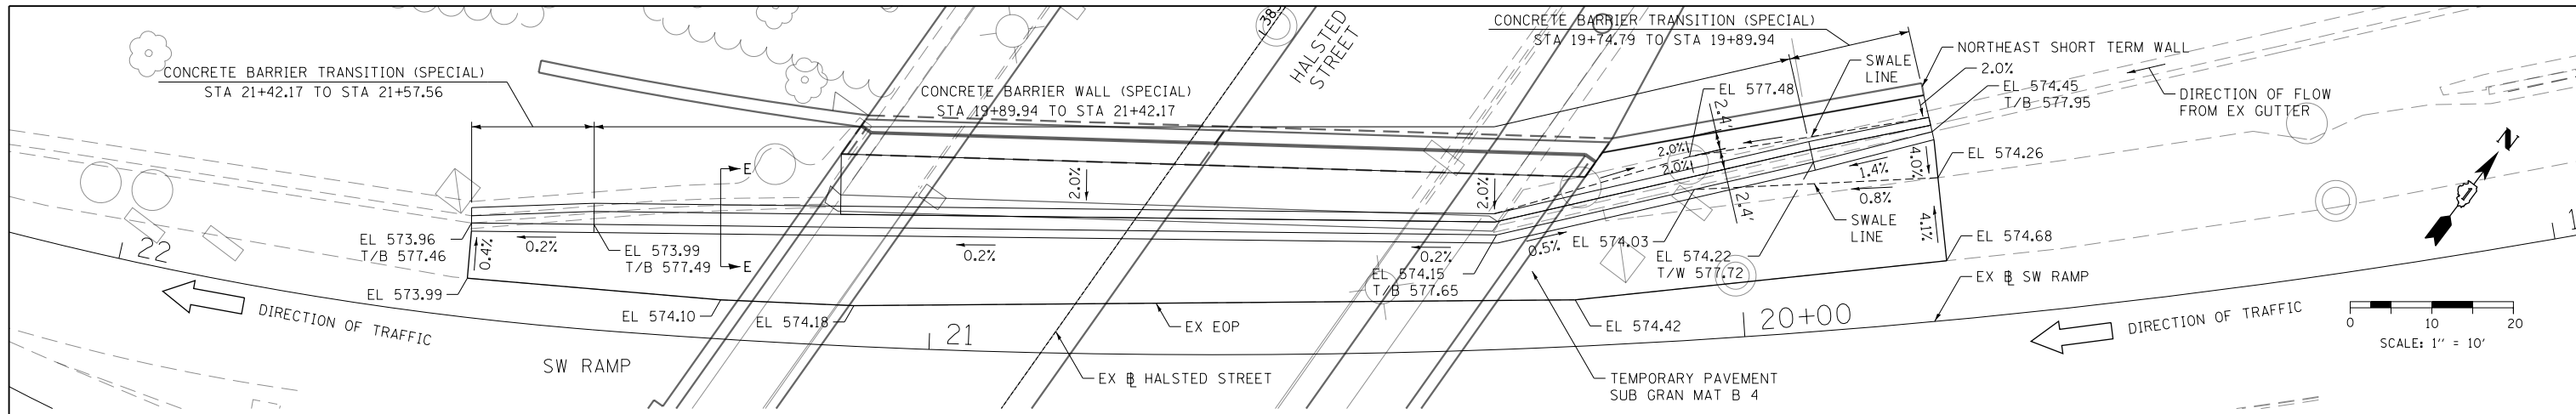 CONCRETE BARRIER TRANSITION (SPECIAL)
STA 21+42.17 TO STA 21+57.56
CONCRETE BARRIER WALL (SPECIAL)
STA 19+89.94 TO STA 21+42.17
HALSTED
STREET
CONCRETE BARRIER TRANSITION (SPECIAL)
STA 19+74.79 TO STA 19+89.94
NORTHEAST SHORT TERM WALL
SWALE
LINE
2.0%
EL 574.45
T/B 577.95
DIRECTION OF FLOW
FROM EX GUTTER
EL 577.48
2.4'
2.0%
2.0%
2.4'
1.4%
4.0%
EL 574.26
0.8%
SWALE
LINE
4.1%
EL 574.68
N
E
E
2.0%
2.0%
EL 573.96
T/B 577.46
0.4%
0.2%
EL 573.99
T/B 577.49
0.2%
0.2%
0.5%
EL 574.03
EL 574.22
T/W 577.72
EL 574.15
T/B 577.65
EL 573.99
EL 574.10
EL 574.18
EX EOP
EL 574.42
EX BL SW RAMP
22
21
20+00
DIRECTION OF TRAFFIC
DIRECTION OF TRAFFIC
SW RAMP
EX BL HALSTED STREET
TEMPORARY PAVEMENT
SUB GRAN MAT B 4
0 10 20
SCALE: 1" = 10'